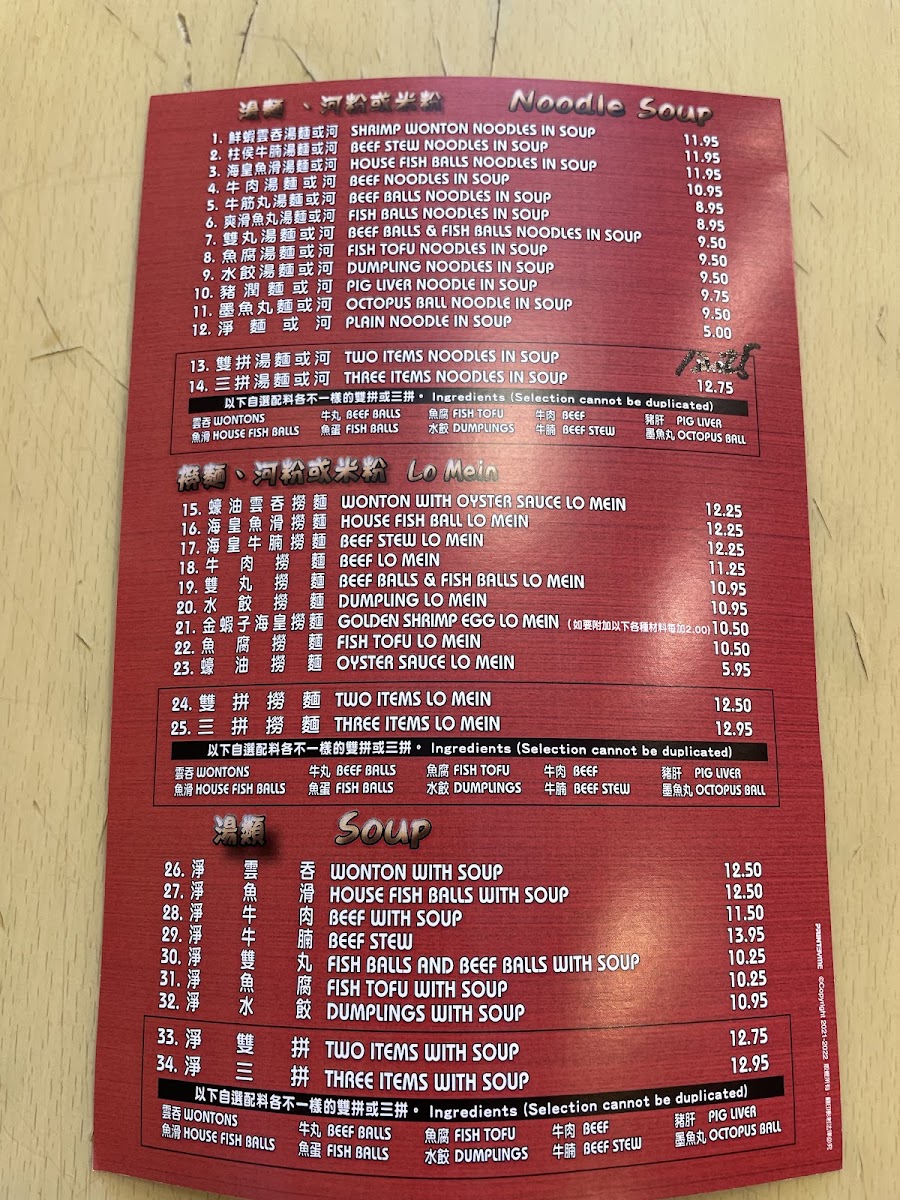 湯麵、河粉或米粉 Noodle Soup
1. 鮮蝦雲吞湯麵或河 SHRIMP WONTON NOODLES IN SOUP 11.95
2. 柱侯牛腩湯麵或河 BEEF STEW NOODLES IN SOUP 11.95
3. 海皇魚滑湯麵或河 HOUSE FISH BALLS NOODLES IN SOUP 11.95
4. 牛肉湯麵或河 BEEF NOODLES IN SOUP 10.95
5. 牛筋丸湯麵或河 BEEF BALLS NOODLES IN SOUP 8.95
6. 爽滑魚丸湯麵或河 FISH BALLS NOODLES IN SOUP 8.95
7. 雙丸湯麵或河 BEEF BALLS & FISH BALLS NOODLES IN SOUP 9.50
8. 魚腐湯麵或河 FISH TOFU NOODLES IN SOUP 9.50
9. 水餃湯麵或河 DUMPLING NOODLES IN SOUP 9.50
10. 豬潤麵或河 PIG LIVER NOODLE IN SOUP 9.75
11. 墨魚丸麵或河 OCTOPUS BALL NOODLE IN SOUP 9.50
12. 淨麵或河 PLAIN NOODLE IN SOUP 5.00
13. 雙拼湯麵或河 TWO ITEMS NOODLES IN SOUP
14. 三拼湯麵或河 THREE ITEMS NOODLES IN SOUP 12.75
以下自選配料各不一樣的雙拼或三拼。 Ingredients (Selection cannot be duplicated)
雲吞 WONTONS 牛丸 BEEF BALLS 魚腐 FISH TOFU 牛肉 BEEF 豬肝 PIG LIVER
魚滑 HOUSE FISH BALLS 魚蛋 FISH BALLS 水餃 DUMPLINGS 牛腩 BEEF STEW 墨魚丸 OCTOPUS BALL
撈麵、河粉或米粉 Lo Mein
15. 蠔油雲吞撈麵 WONTON WITH OYSTER SAUCE LO MEIN 12.25
16. 海皇魚滑撈麵 HOUSE FISH BALL LO MEIN 12.25
17. 海皇牛腩撈麵 BEEF STEW LO MEIN 12.25
18. 牛肉撈麵 BEEF LO MEIN 11.25
19. 雙丸撈麵 BEEF BALLS & FISH BALLS LO MEIN 10.95
20. 水餃撈麵 DUMPLING LO MEIN 10.95
21. 金蝦子海皇撈麵 GOLDEN SHRIMP EGG LO MEIN (如要附加以下各種材料每加2.00) 10.50
22. 魚腐撈麵 FISH TOFU LO MEIN 10.50
23. 蠔油撈麵 OYSTER SAUCE LO MEIN 5.95
24. 雙拼撈麵 TWO ITEMS LO MEIN 12.50
25. 三拼撈麵 THREE ITEMS LO MEIN 12.95
以下自選配料各不一樣的雙拼或三拼。 Ingredients (Selection cannot be duplicated)
雲吞 WONTONS 牛丸 BEEF BALLS 魚腐 FISH TOFU 牛肉 BEEF 豬肝 PIG LIVER
魚滑 HOUSE FISH BALLS 魚蛋 FISH BALLS 水餃 DUMPLINGS 牛腩 BEEF STEW 墨魚丸 OCTOPUS BALL
湯類 Soup
26. 淨雲吞 WONTON WITH SOUP 12.50
27. 淨魚滑 HOUSE FISH BALLS WITH SOUP 12.50
28. 淨牛肉 BEEF WITH SOUP 11.50
29. 淨牛腩 BEEF STEW 13.95
30. 淨雙丸 FISH BALLS AND BEEF BALLS WITH SOUP 10.25
31. 淨魚腐 FISH TOFU WITH SOUP 10.25
32. 淨水餃 DUMPLINGS WITH SOUP 10.95
33. 淨雙拼 TWO ITEMS WITH SOUP 12.75
34. 淨三拼 THREE ITEMS WITH SOUP 12.95
以下自選配料各不一樣的雙拼或三拼。 Ingredients (Selection cannot be duplicated)
雲吞 WONTONS 牛丸 BEEF BALLS 魚腐 FISH TOFU 牛肉 BEEF 豬肝 PIG LIVER
魚滑 HOUSE FISH BALLS 魚蛋 FISH BALLS 水餃 DUMPLINGS 牛腩 BEEF STEW 墨魚丸 OCTOPUS BALL
©Copyright 2021-2022